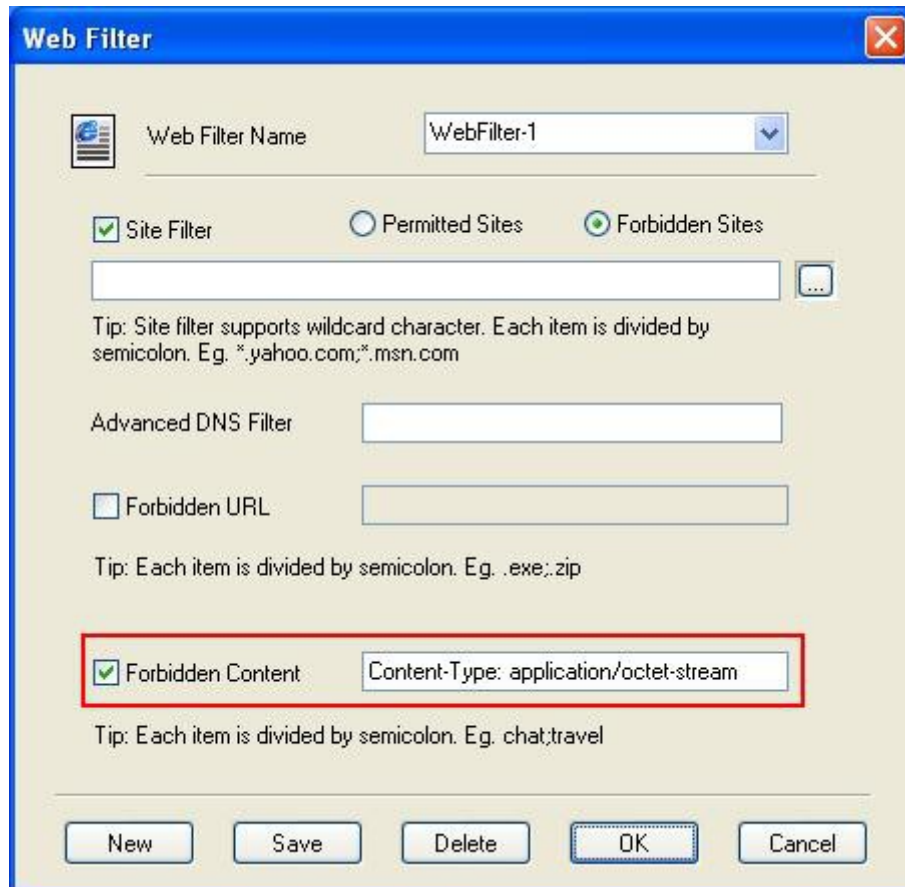 Web Filter
Web Filter Name WebFilter-1
Site Filter Permitted Sites Forbidden Sites
...
Tip: Site filter supports wildcard character. Each item is divided by
semicolon. Eg. *.yahoo.com;*.msn.com
Advanced DNS Filter
Forbidden URL
Tip: Each item is divided by semicolon. Eg. .exe;.zip
Forbidden Content Content-Type: application/octet-stream
Tip: Each item is divided by semicolon. Eg. chat;travel
New Save Delete OK Cancel